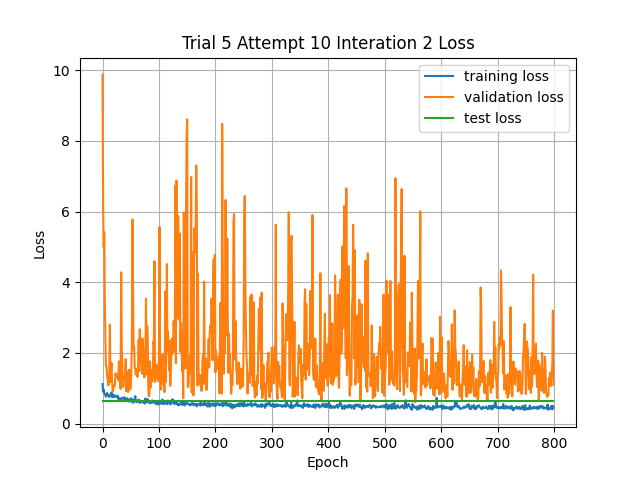 Trial 5 Attempt 10 Interation 2 Loss
training loss
validation loss
test loss
Loss
10
8
6
4
2
0
0 100 200 300 400 500 600 700 800
Epoch